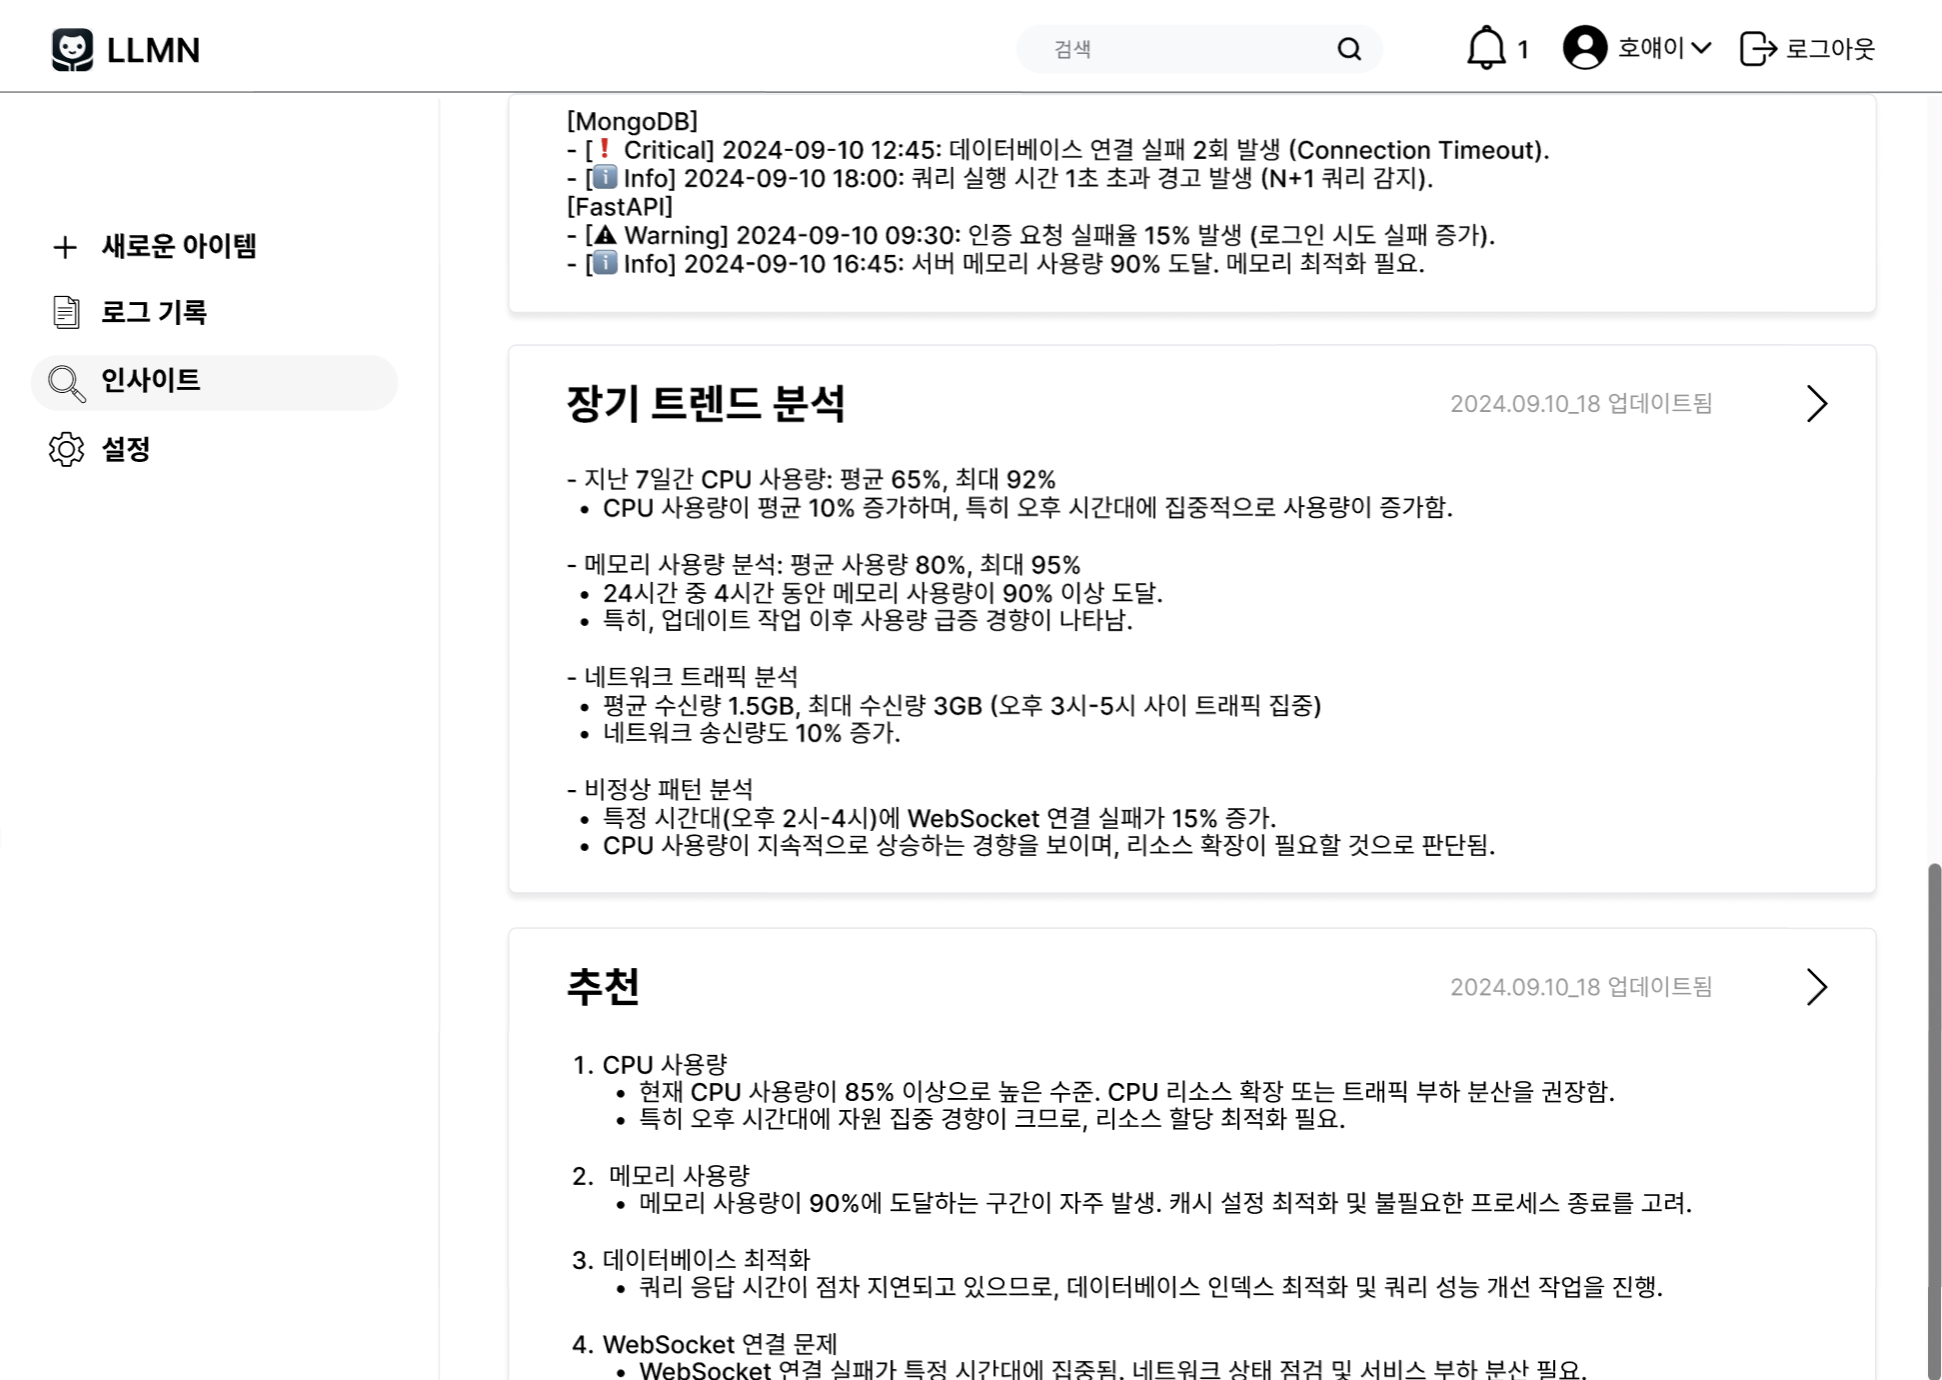 LLMN
검색
1
호얘이
로그아웃
새로운 아이템
로그 기록
인사이트
설정
[MongoDB]
- [❗ Critical] 2024-09-10 12:45: 데이터베이스 연결 실패 2회 발생 (Connection Timeout).
- [ℹ️ Info] 2024-09-10 18:00: 쿼리 실행 시간 1초 초과 경고 발생 (N+1 쿼리 감지).
[FastAPI]
- [⚠ Warning] 2024-09-10 09:30: 인증 요청 실패율 15% 발생 (로그인 시도 실패 증가).
- [ℹ️ Info] 2024-09-10 16:45: 서버 메모리 사용량 90% 도달. 메모리 최적화 필요.
장기 트렌드 분석
2024.09.10_18 업데이트됨
- 지난 7일간 CPU 사용량: 평균 65%, 최대 92%
• CPU 사용량이 평균 10% 증가하며, 특히 오후 시간대에 집중적으로 사용량이 증가함.
- 메모리 사용량 분석: 평균 사용량 80%, 최대 95%
• 24시간 중 4시간 동안 메모리 사용량이 90% 이상 도달.
• 특히, 업데이트 작업 이후 사용량 급증 경향이 나타남.
- 네트워크 트래픽 분석
• 평균 수신량 1.5GB, 최대 수신량 3GB (오후 3시-5시 사이 트래픽 집중)
• 네트워크 송신량도 10% 증가.
- 비정상 패턴 분석
• 특정 시간대(오후 2시-4시)에 WebSocket 연결 실패가 15% 증가.
• CPU 사용량이 지속적으로 상승하는 경향을 보이며, 리소스 확장이 필요할 것으로 판단됨.
추천
2024.09.10_18 업데이트됨
1. CPU 사용량
• 현재 CPU 사용량이 85% 이상으로 높은 수준. CPU 리소스 확장 또는 트래픽 부하 분산을 권장함.
• 특히 오후 시간대에 자원 집중 경향이 크므로, 리소스 할당 최적화 필요.
2. 메모리 사용량
• 메모리 사용량이 90%에 도달하는 구간이 자주 발생. 캐시 설정 최적화 및 불필요한 프로세스 종료를 고려.
3. 데이터베이스 최적화
• 쿼리 응답 시간이 점차 지연되고 있으므로, 데이터베이스 인덱스 최적화 및 쿼리 성능 개선 작업을 진행.
4. WebSocket 연결 문제
• WebSocket 연결 실패가 특정 시간대에 집중됨. 네트워크 상태 점검 및 서비스 부하 분산 필요.